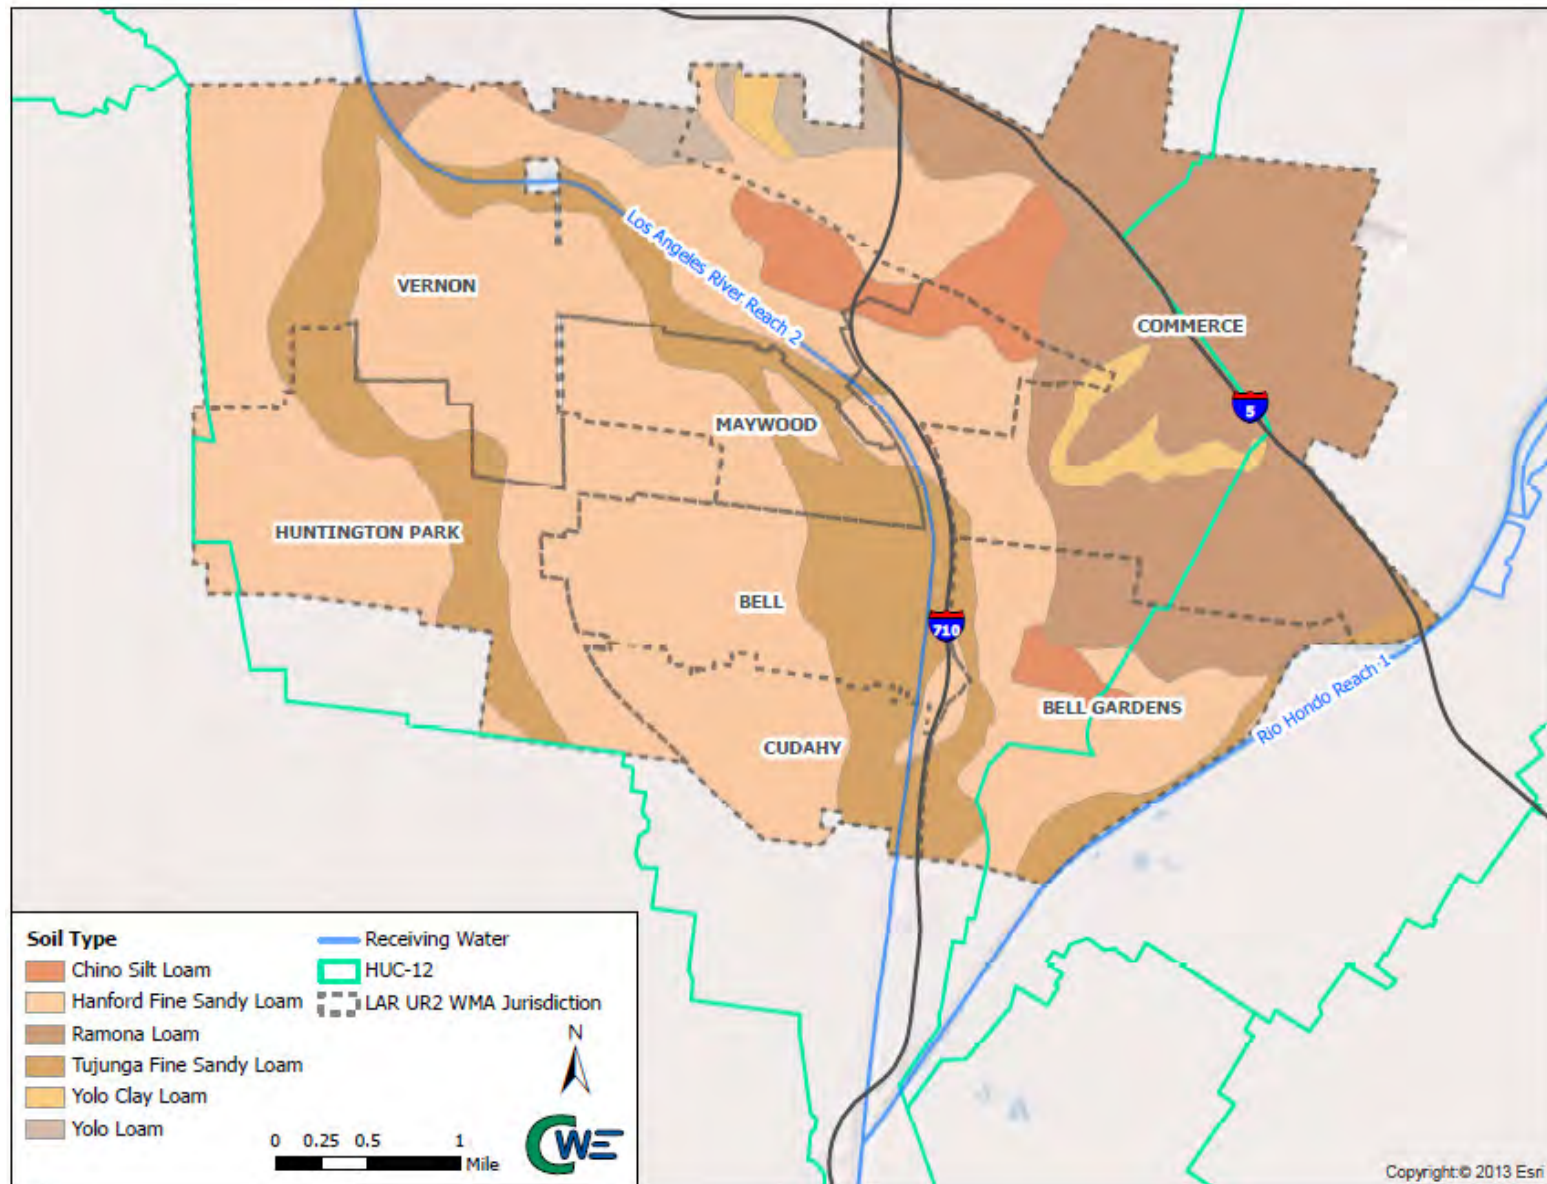 VERNON
Los Angeles River Reach 2
COMMERCE
5
MAYWOOD
HUNTINGTON PARK
BELL
710
Rio Hondo Reach 1
BELL GARDENS
CUDAHY
Soil Type
Chino Silt Loam
Hanford Fine Sandy Loam
Ramona Loam
Tujunga Fine Sandy Loam
Yolo Clay Loam
Yolo Loam
Receiving Water
HUC-12
LAR UR2 WMA Jurisdiction
N
0 0.25 0.5 1
Mile
CWE
Copyright:© 2013 Esri